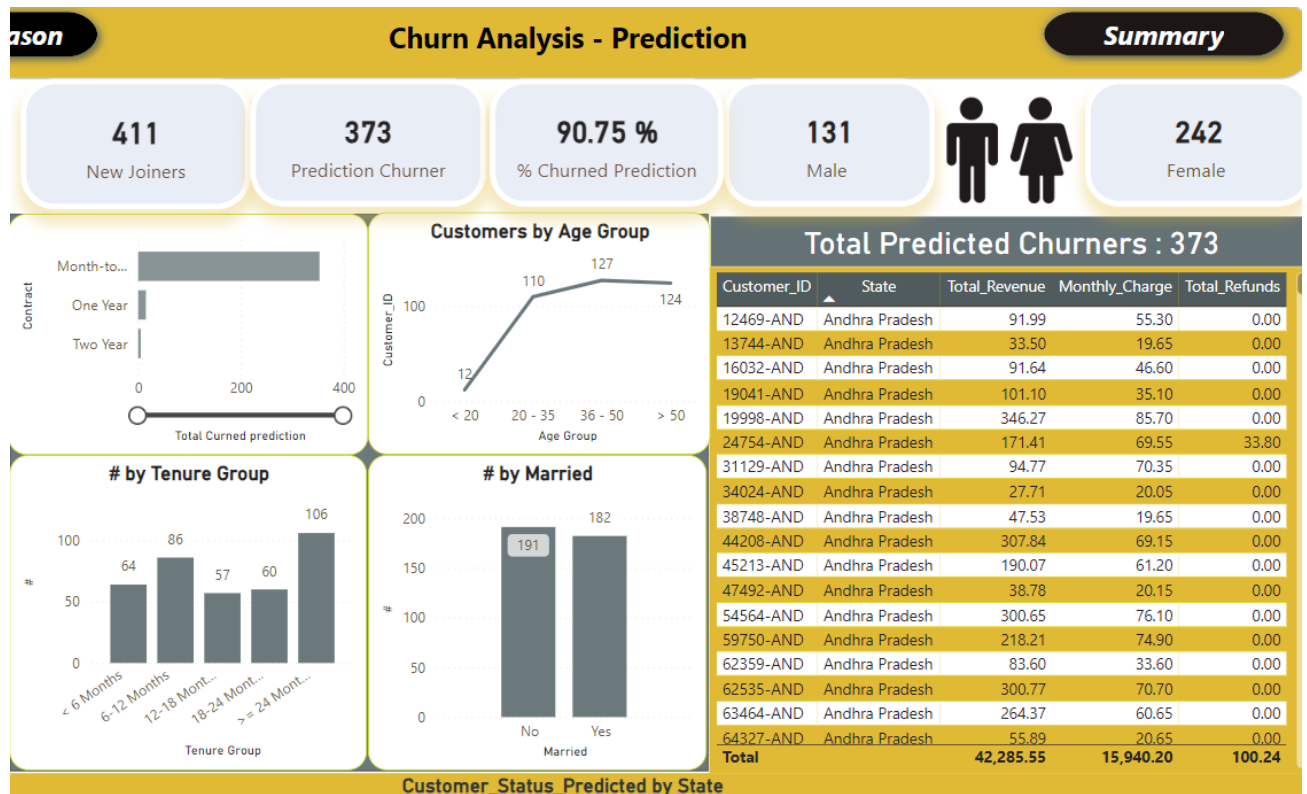 ason
Churn Analysis - Prediction
Summary
411
New Joiners
373
Prediction Churner
90.75 %
% Churned Prediction
131
Male
242
Female
Contract
Month-to...
One Year
Two Year
0 200 400
Total Curned prediction
Customers by Age Group
Customer_ID
100
0
12
110
127
124
< 20 20 - 35 36 - 50 > 50
Age Group
# by Tenure Group
#
100
50
0
64
86
57
60
106
< 6 Months 6-12 Months 12-18 Mont... 18-24 Mont... >= 24 Mont...
Tenure Group
# by Married
#
200
150
100
50
0
191
182
No Yes
Married
Total Predicted Churners : 373
Customer_ID State Total_Revenue Monthly_Charge Total_Refunds
12469-AND Andhra Pradesh 91.99 55.30 0.00
13744-AND Andhra Pradesh 33.50 19.65 0.00
16032-AND Andhra Pradesh 91.64 46.60 0.00
19041-AND Andhra Pradesh 101.10 35.10 0.00
19998-AND Andhra Pradesh 346.27 85.70 0.00
24754-AND Andhra Pradesh 171.41 69.55 33.80
31129-AND Andhra Pradesh 94.77 70.35 0.00
34024-AND Andhra Pradesh 27.71 20.05 0.00
38748-AND Andhra Pradesh 47.53 19.65 0.00
44208-AND Andhra Pradesh 307.84 69.15 0.00
45213-AND Andhra Pradesh 190.07 61.20 0.00
47492-AND Andhra Pradesh 38.78 20.15 0.00
54564-AND Andhra Pradesh 300.65 76.10 0.00
59750-AND Andhra Pradesh 218.21 74.90 0.00
62359-AND Andhra Pradesh 83.60 33.60 0.00
62535-AND Andhra Pradesh 300.77 70.70 0.00
63464-AND Andhra Pradesh 264.37 60.65 0.00
64327-AND Andhra Pradesh 55.89 20.65 0.00
Total 42,285.55 15,940.20 100.24
Customer_Status_Predicted by State